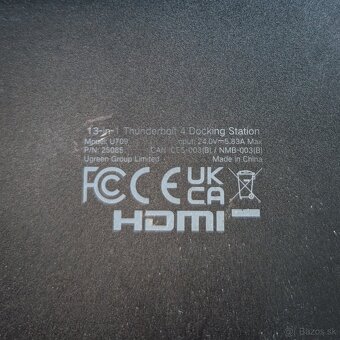 13-in-1 Thunderbolt 4 Docking Station
Model: U709 Input: 24.0V⎓5.83A Max
P/N: 25085 CAN ICES-003(B) / NMB-003(B)
Ugreen Group Limited Made in China
FC CE UK CA
HDMI
Bazos.sk